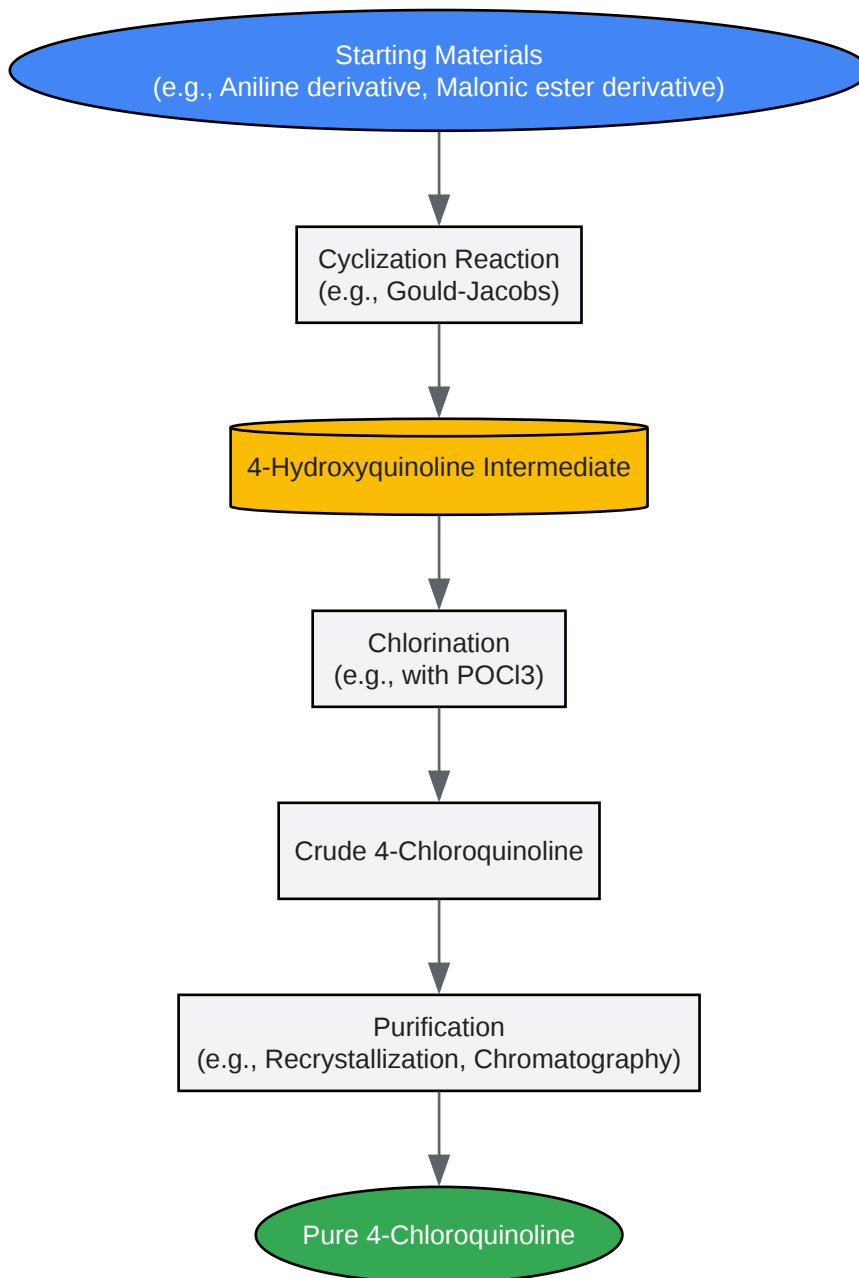 Starting Materials
(e.g., Aniline derivative, Malonic ester derivative)
Cyclization Reaction
(e.g., Gould-Jacobs)
4-Hydroxyquinoline Intermediate
Chlorination
(e.g., with POCl3)
Crude 4-Chloroquinoline
Purification
(e.g., Recrystallization, Chromatography)
Pure 4-Chloroquinoline